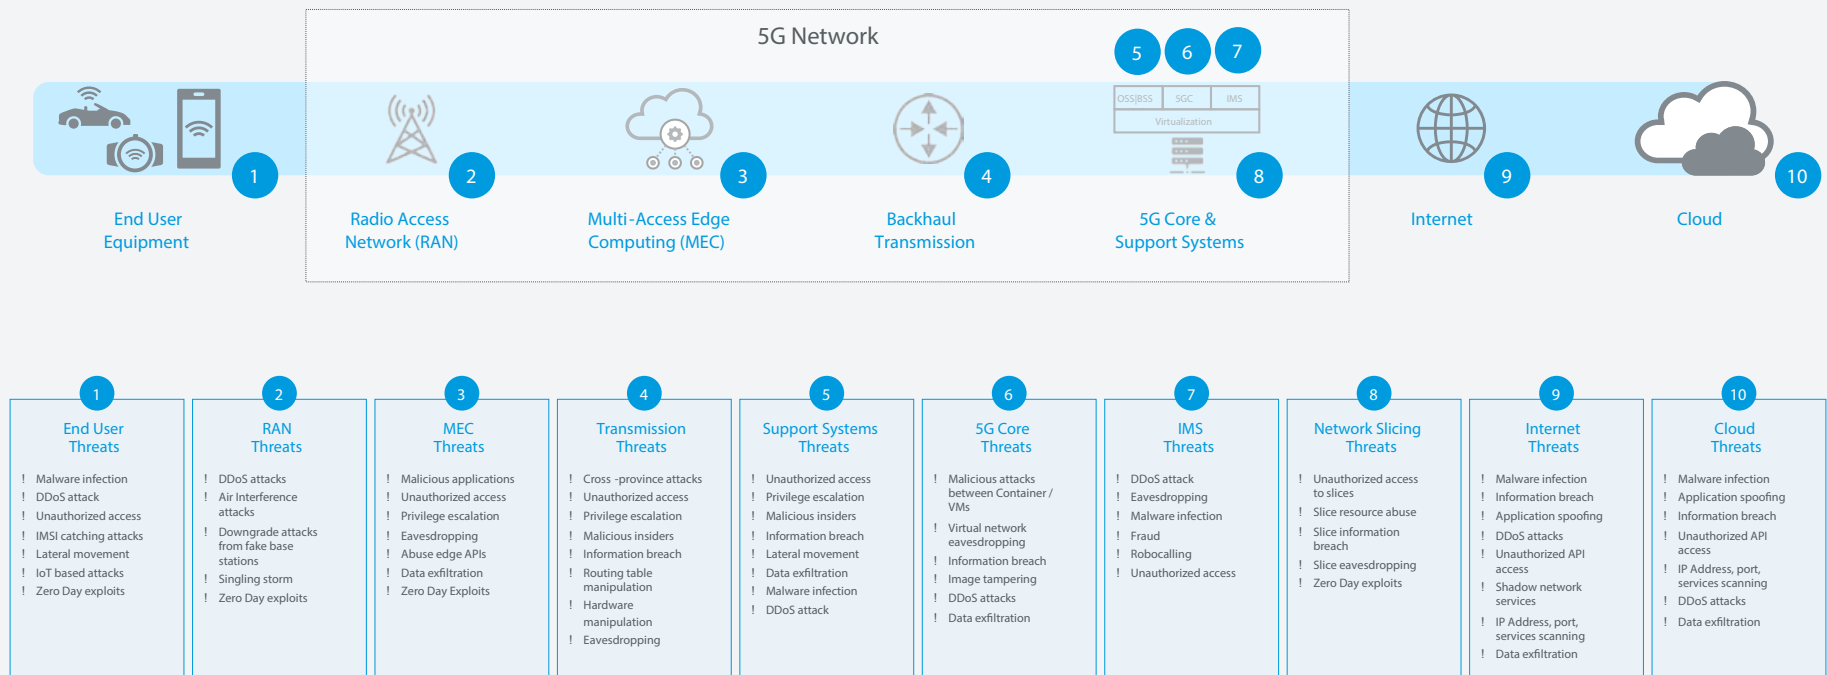 5G Network
5 6 7
OSS|BSS 5GC IMS
Virtualization
1 2 3 4 8 9 10
End User
Equipment
Radio Access
Network (RAN)
Multi-Access Edge
Computing (MEC)
Backhaul
Transmission
5G Core &
Support Systems
Internet
Cloud
1
End User
Threats
! Malware infection
! DDoS attack
! Unauthorized access
! IMSI catching attacks
! Lateral movement
! IoT based attacks
! Zero Day exploits
2
RAN
Threats
! DDoS attacks
! Air Interference
attacks
! Downgrade attacks
from fake base
stations
! Singling storm
! Zero Day exploits
3
MEC
Threats
! Malicious applications
! Unauthorized access
! Privilege escalation
! Eavesdropping
! Abuse edge APIs
! Data exfiltration
! Zero Day Exploits
4
Transmission
Threats
! Cross -province attacks
! Unauthorized access
! Privilege escalation
! Malicious insiders
! Information breach
! Routing table
manipulation
! Hardware
manipulation
! Eavesdropping
5
Support Systems
Threats
! Unauthorized access
! Privilege escalation
! Malicious insiders
! Information breach
! Lateral movement
! Data exfiltration
! Malware infection
! DDoS attack
6
5G Core
Threats
! Malicious attacks
between Container /
VMs
! Virtual network
eavesdropping
! Information breach
! Image tampering
! DDoS attacks
! Data exfiltration
7
IMS
Threats
! DDoS attack
! Eavesdropping
! Malware infection
! Fraud
! Robocalling
! Unauthorized access
8
Network Slicing
Threats
! Unauthorized access
to slices
! Slice resource abuse
! Slice information
breach
! Slice eavesdropping
! Zero Day exploits
9
Internet
Threats
! Malware infection
! Information breach
! Application spoofing
! DDoS attacks
! Unauthorized API
access
! Shadow network
services
! IP Address, port,
services scanning
! Data exfiltration
10
Cloud
Threats
! Malware infection
! Application spoofing
! Information breach
! Unauthorized API
access
! IP Address, port,
services scanning
! DDoS attacks
! Data exfiltration